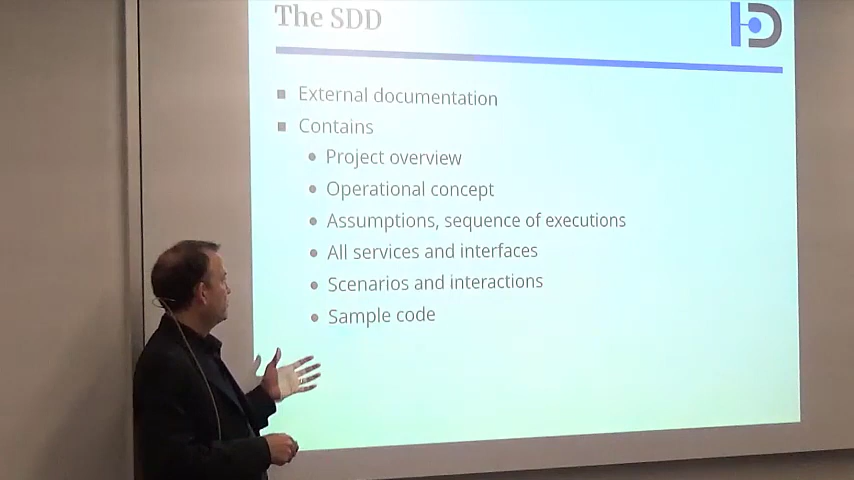 The SDD
External documentation
Contains
Project overview
Operational concept
Assumptions, sequence of executions
All services and interfaces
Scenarios and interactions
Sample code